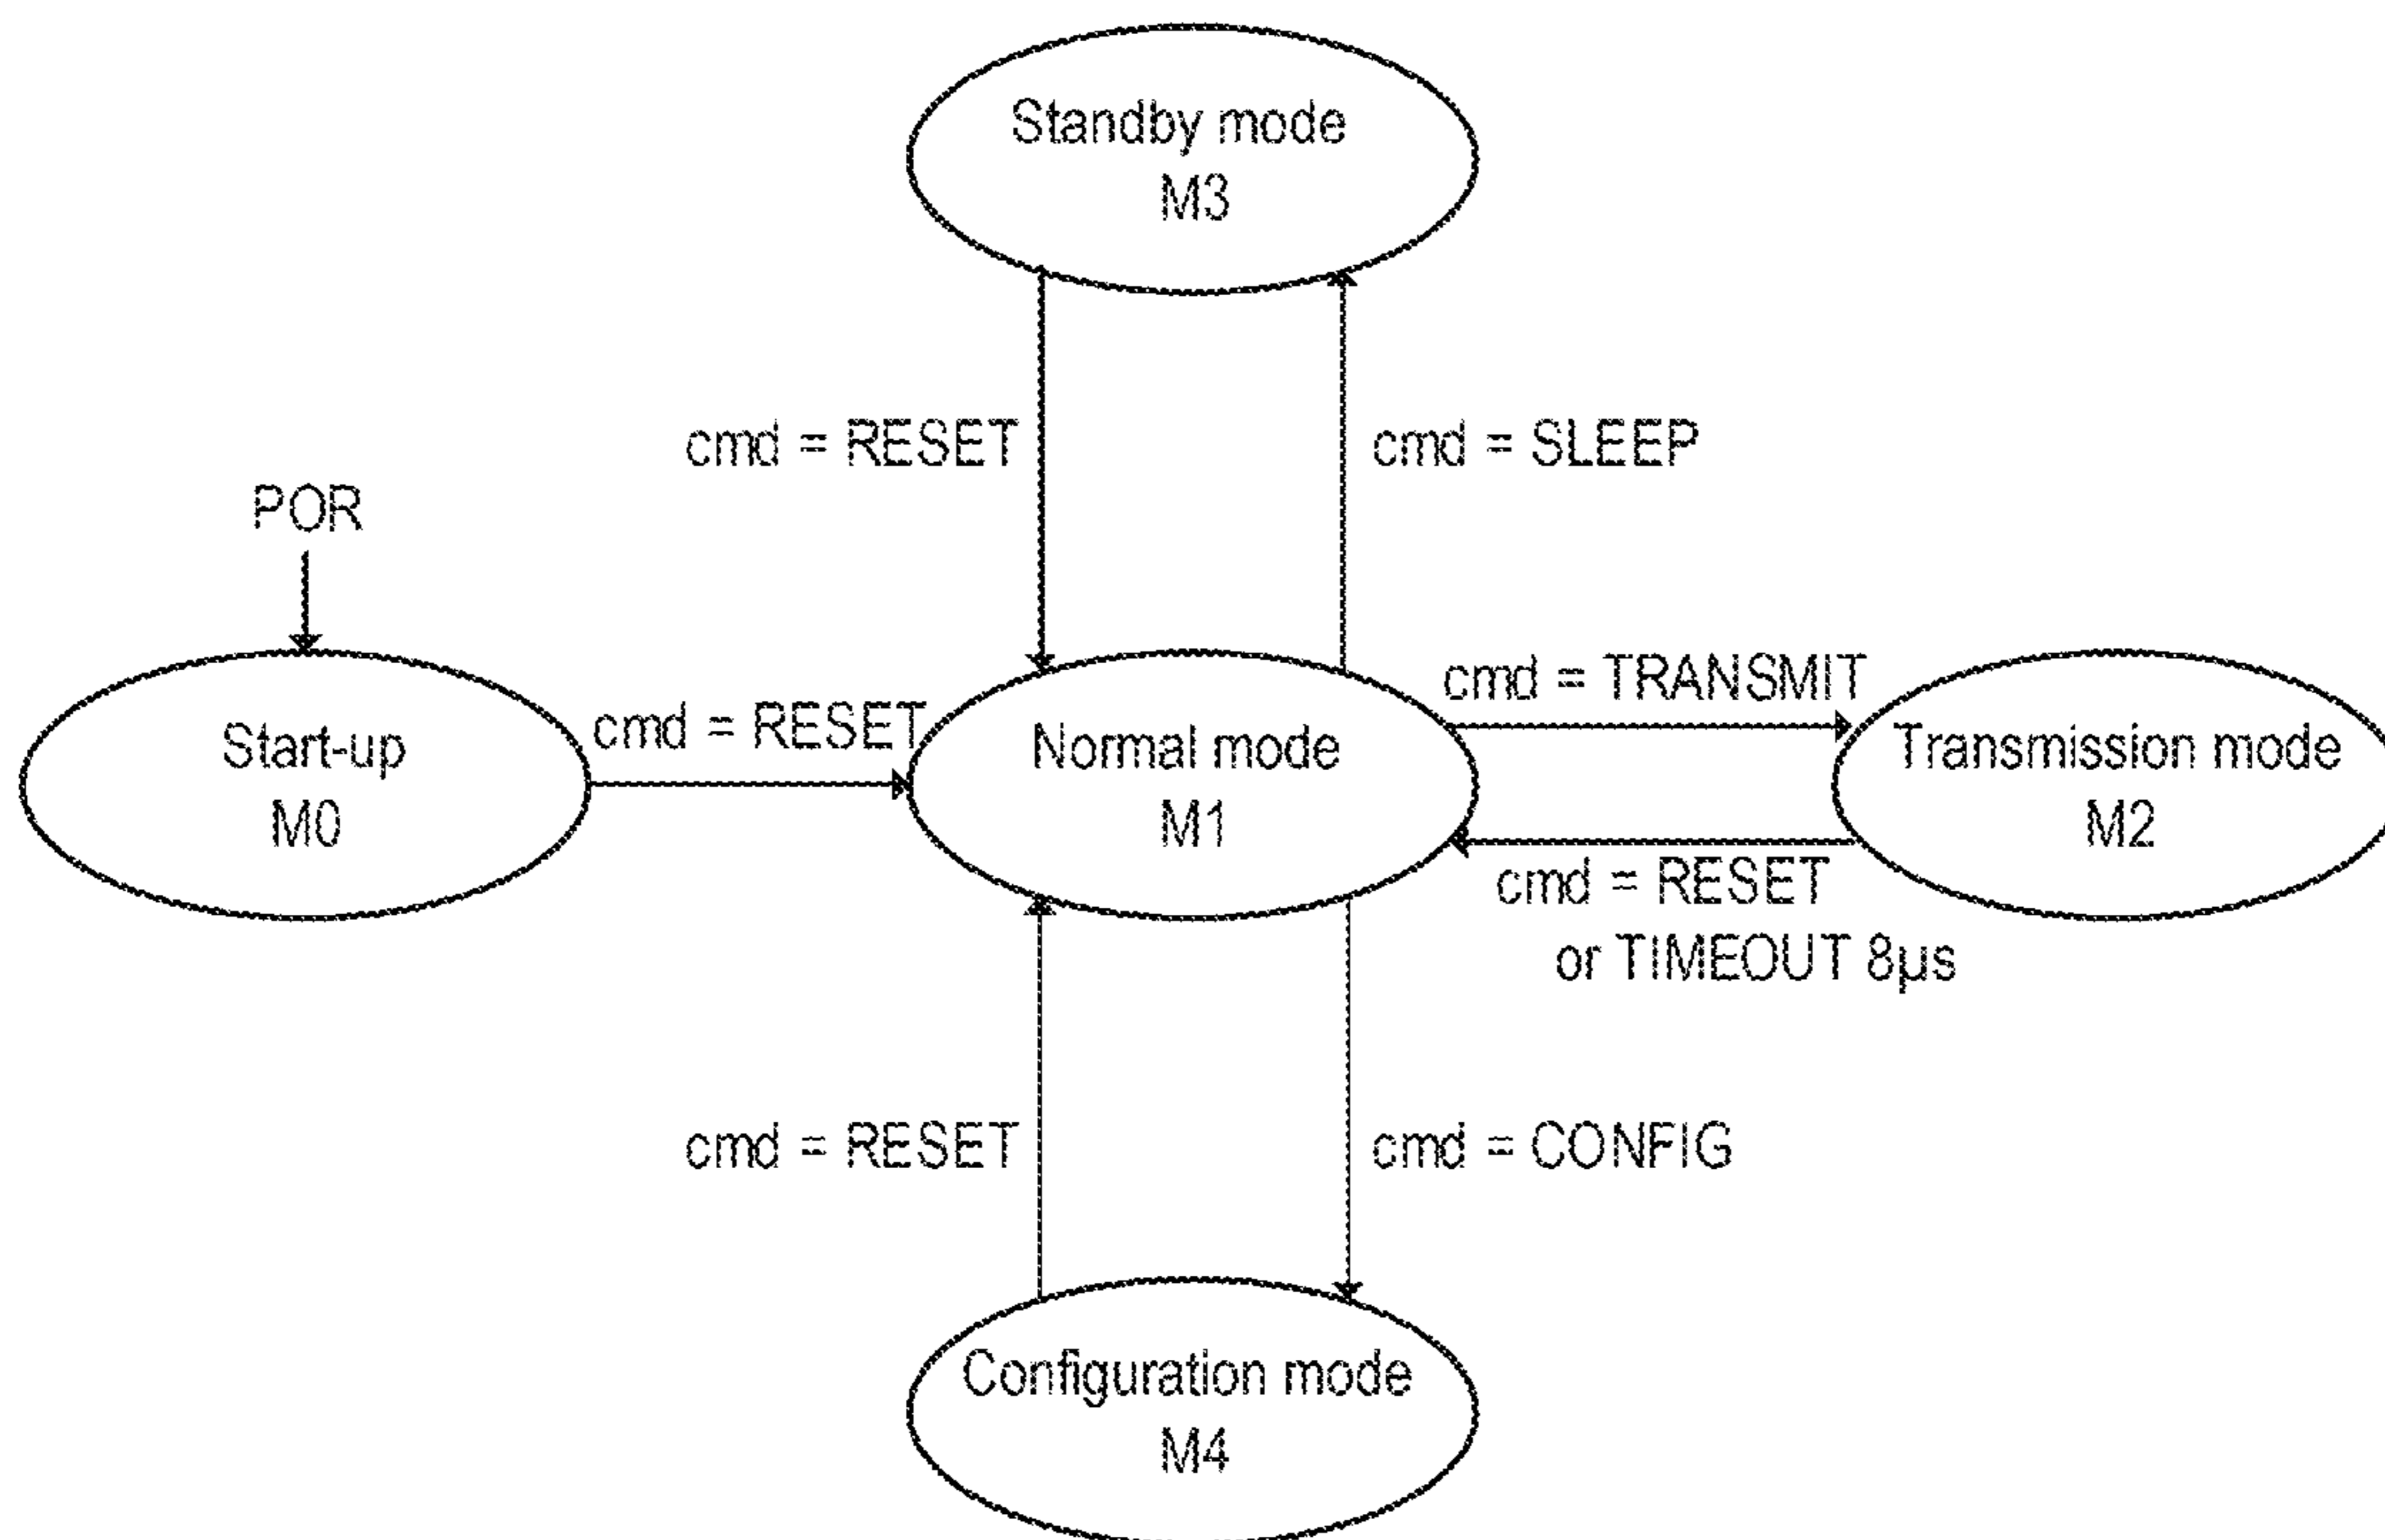 Standby mode
M3
cmd = RESET
cmd = SLEEP
POR
cmd = TRANSMIT
cmd = RESET
Start-up
M0
Normal mode
M1
Transmission mode
M2
cmd = RESET
or TIMEOUT 8µs
cmd = RESET
cmd = CONFIG
Configuration mode
M4